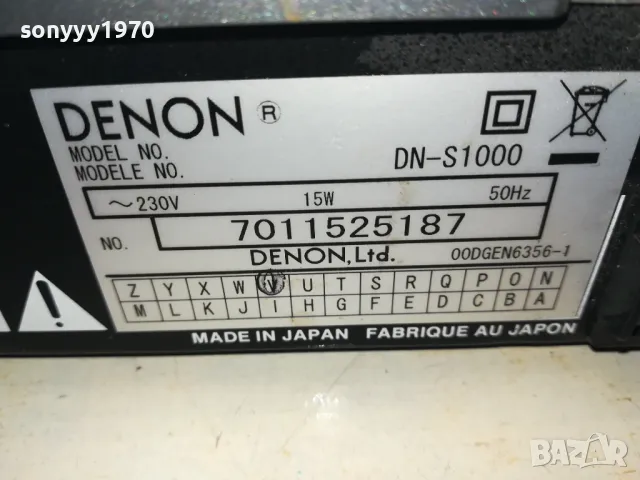 sonyyy1970
DENON ®
MODEL NO.
MODELE NO.
DN-S1000
~230V 15W 50Hz
NO. 7011525187
DENON,Ltd. 00DGEN6356-1
Z Y X W V U T S R Q P O N
M L K J I H G F E D C B A
MADE IN JAPAN FABRIQUE AU JAPON
BAZAR